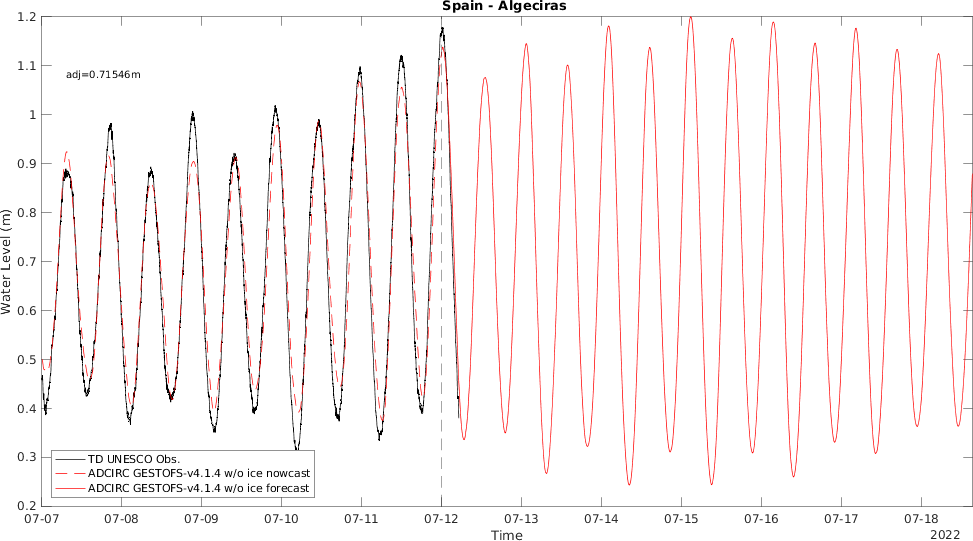 Spain - Algeciras
1.2
1.1
adj=0.71546m
1
0.9
0.8
0.7
Water Level (m)
0.6
0.5
0.4
0.3
0.2
TD UNESCO Obs.
ADCIRC GESTOFS-v4.1.4 w/o ice nowcast
ADCIRC GESTOFS-v4.1.4 w/o ice forecast
07-07 07-08 07-09 07-10 07-11 07-12 07-13 07-14 07-15 07-16 07-17 07-18
Time
2022